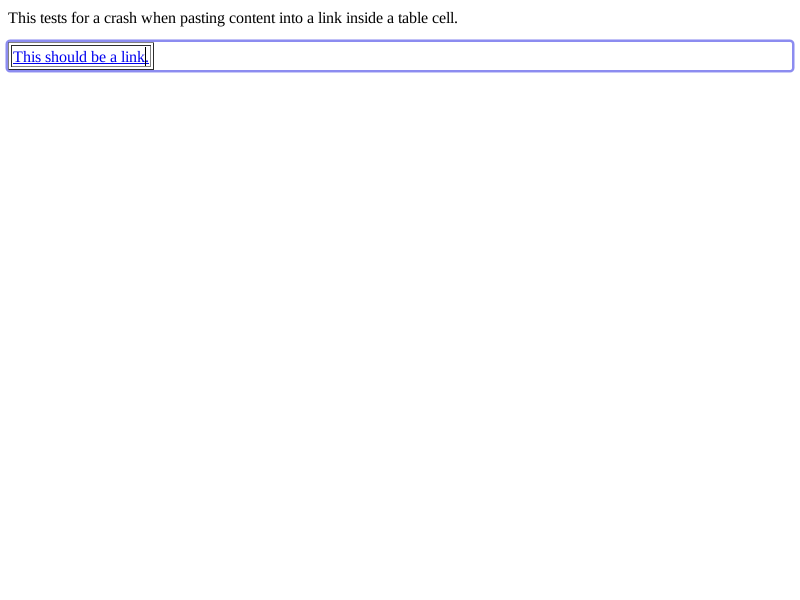 This tests for a crash when pasting content into a link inside a table cell.
This should be a link.